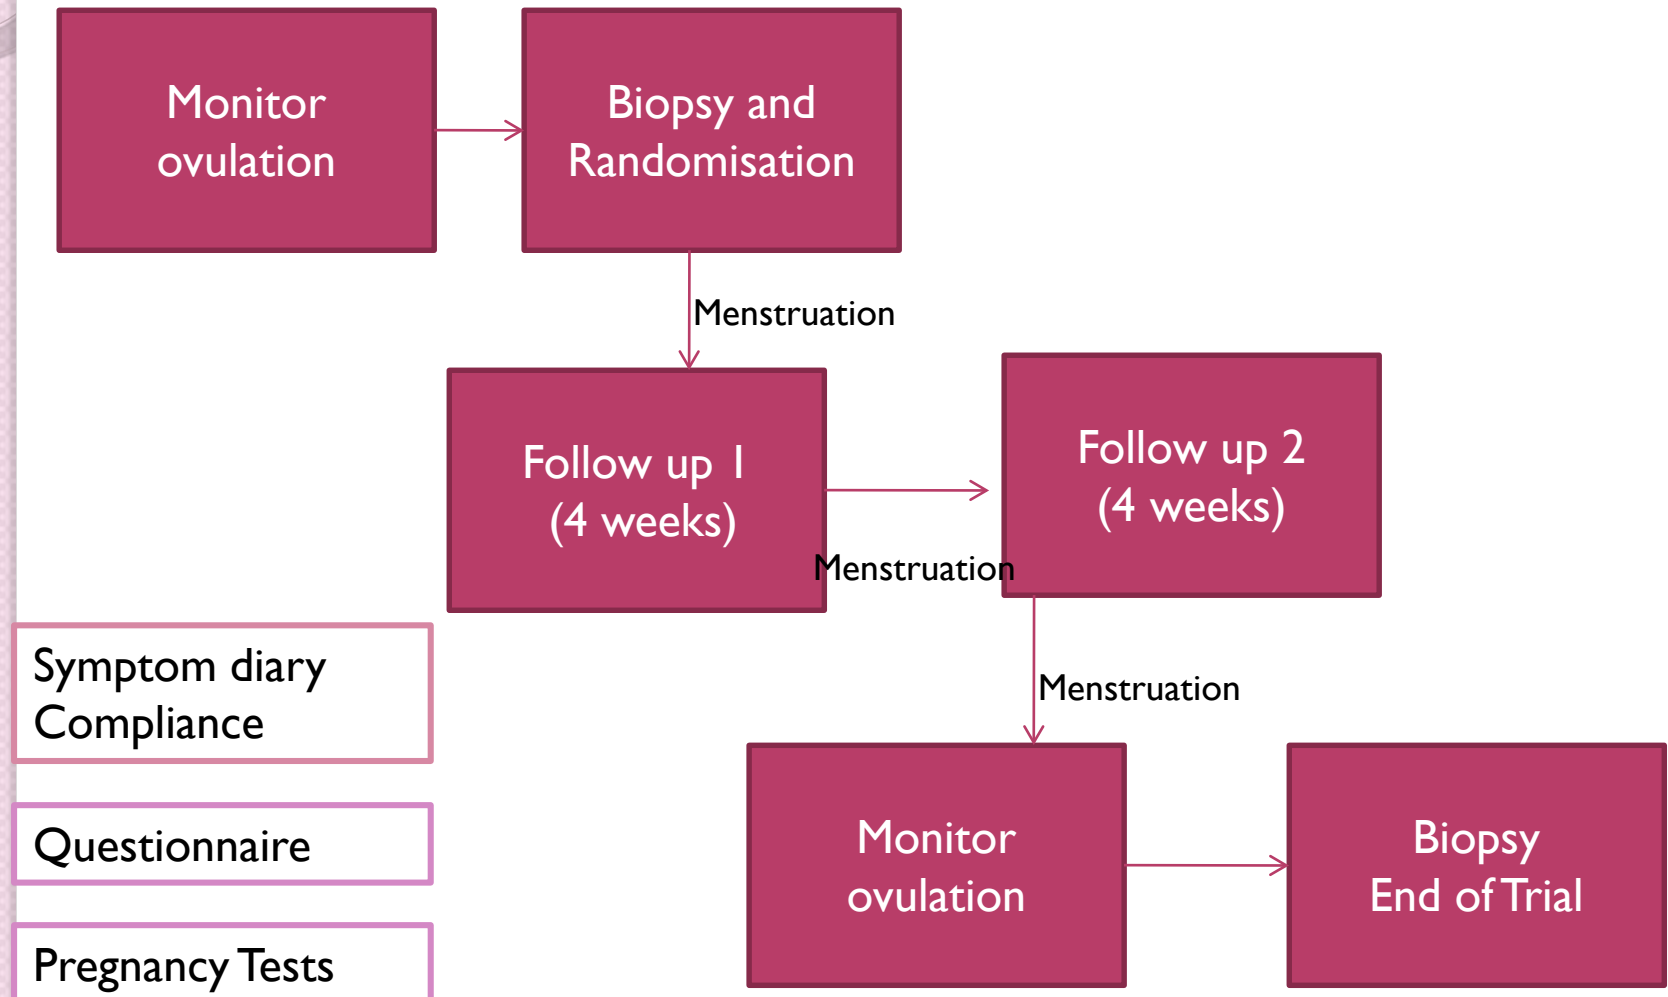 Monitor
ovulation
Biopsy and
Randomisation
Menstruation
Follow up 1
(4 weeks)
Menstruation
Follow up 2
(4 weeks)
Menstruation
Monitor
ovulation
Biopsy
End of Trial
Symptom diary
Compliance
Questionnaire
Pregnancy Tests